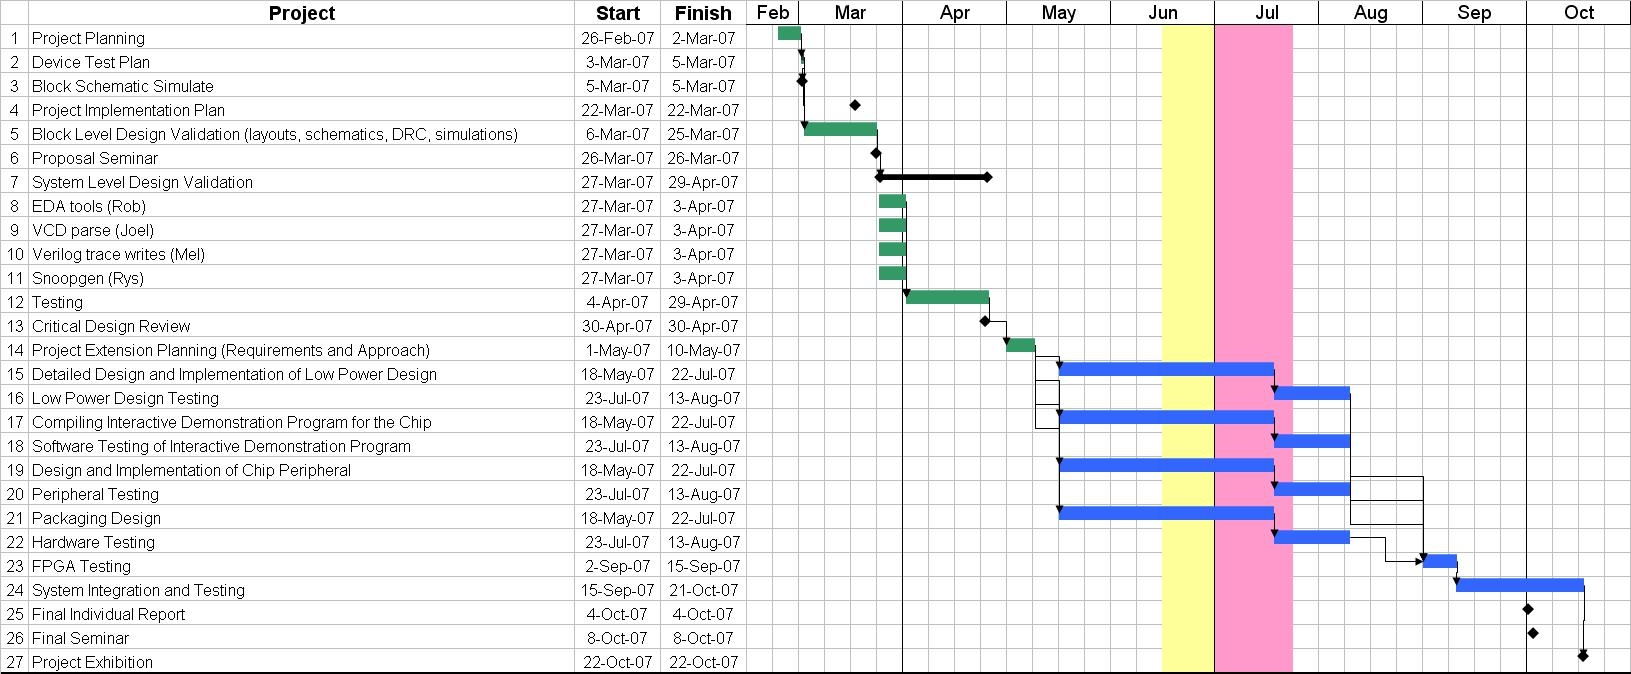 Project Start Finish Feb Mar Apr May Jun Jul Aug Sep Oct
1 Project Planning 26-Feb-07 2-Mar-07
2 Device Test Plan 3-Mar-07 5-Mar-07
3 Block Schematic Simulate 5-Mar-07 5-Mar-07
4 Project Implementation Plan 22-Mar-07 22-Mar-07
5 Block Level Design Validation (layouts, schematics, DRC, simulations) 6-Mar-07 25-Mar-07
6 Proposal Seminar 26-Mar-07 26-Mar-07
7 System Level Design Validation 27-Mar-07 29-Apr-07
8 EDA tools (Rob) 27-Mar-07 3-Apr-07
9 VCD parse (Joel) 27-Mar-07 3-Apr-07
10 Verilog trace writes (Mel) 27-Mar-07 3-Apr-07
11 Snoopgen (Rys) 27-Mar-07 3-Apr-07
12 Testing 4-Apr-07 29-Apr-07
13 Critical Design Review 30-Apr-07 30-Apr-07
14 Project Extension Planning (Requirements and Approach) 1-May-07 10-May-07
15 Detailed Design and Implementation of Low Power Design 18-May-07 22-Jul-07
16 Low Power Design Testing 23-Jul-07 13-Aug-07
17 Compiling Interactive Demonstration Program for the Chip 18-May-07 22-Jul-07
18 Software Testing of Interactive Demonstration Program 23-Jul-07 13-Aug-07
19 Design and Implementation of Chip Peripheral 18-May-07 22-Jul-07
20 Peripheral Testing 23-Jul-07 13-Aug-07
21 Packaging Design 18-May-07 22-Jul-07
22 Hardware Testing 23-Jul-07 13-Aug-07
23 FPGA Testing 2-Sep-07 15-Sep-07
24 System Integration and Testing 15-Sep-07 21-Oct-07
25 Final Individual Report 4-Oct-07 4-Oct-07
26 Final Seminar 8-Oct-07 8-Oct-07
27 Project Exhibition 22-Oct-07 22-Oct-07